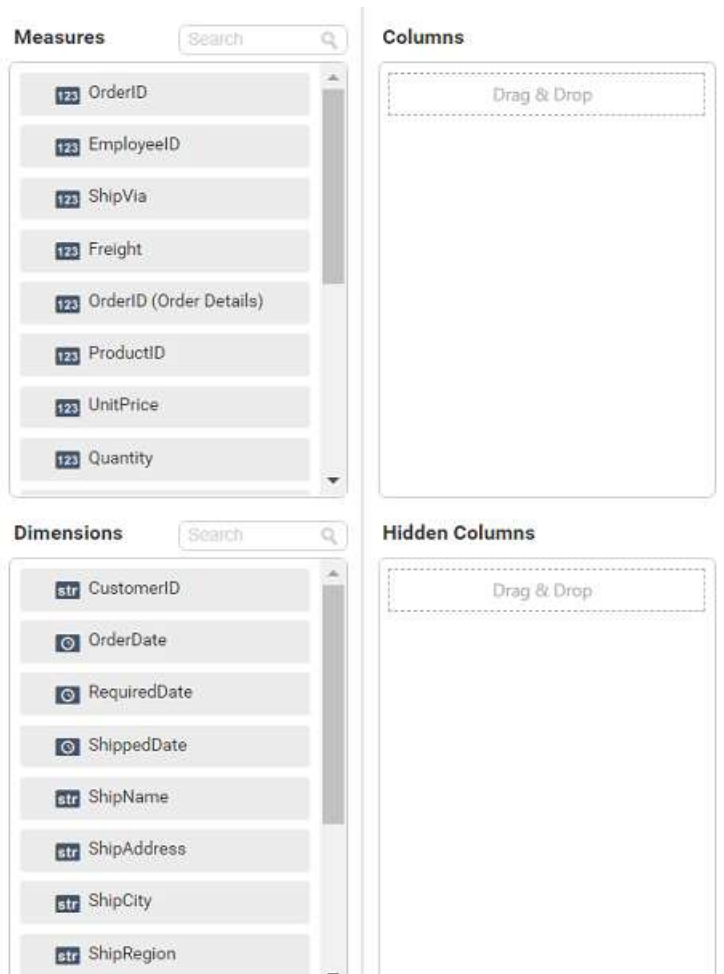 Measures
Search
123 OrderID
123 EmployeeID
123 ShipVia
123 Freight
123 OrderID (Order Details)
123 ProductID
123 UnitPrice
123 Quantity
Columns
Drag & Drop
Dimensions
Search
str CustomerID
OrderDate
RequiredDate
ShippedDate
str ShipName
str ShipAddress
str ShipCity
str ShipRegion
Hidden Columns
Drag & Drop